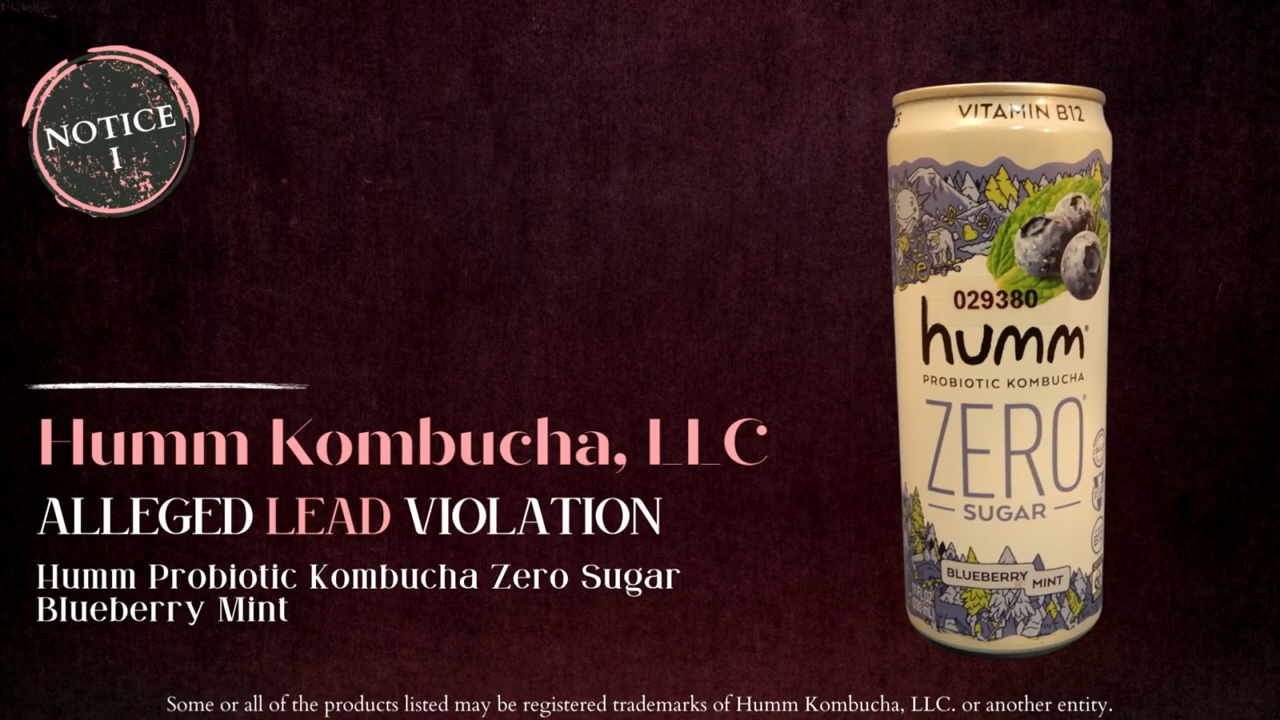 NOTICE
I
Humm Kombucha, LLC
ALLEGED LEAD VIOLATION
Humm Probiotic Kombucha Zero Sugar
Blueberry Mint
VITAMIN B12
love
029380
humm
PROBIOTIC KOMBUCHA
ZERO
SUGAR
BLUEBERRY MINT
Some or all of the products listed may be registered trademarks of Humm Kombucha, LLC. or another entity.